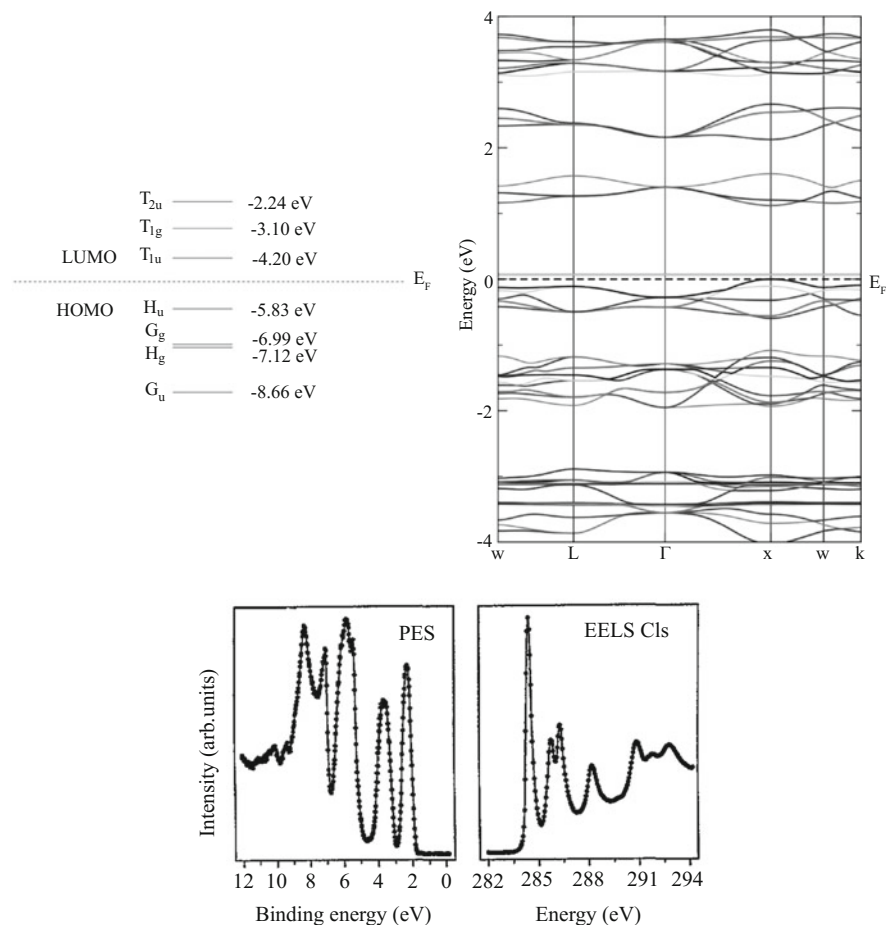 T2u -2.24 eV
T1g -3.10 eV
LUMO T1u -4.20 eV
EF
HOMO Hu -5.83 eV
Gg -6.99 eV
Hg -7.12 eV
Gu -8.66 eV
4
2
0
-2
-4
Energy (eV)
EF
w L Γ x w k
PES
Intensity (arb.units)
12 10 8 6 4 2 0
Binding energy (eV)
EELS Cls
282 285 288 291 294
Energy (eV)